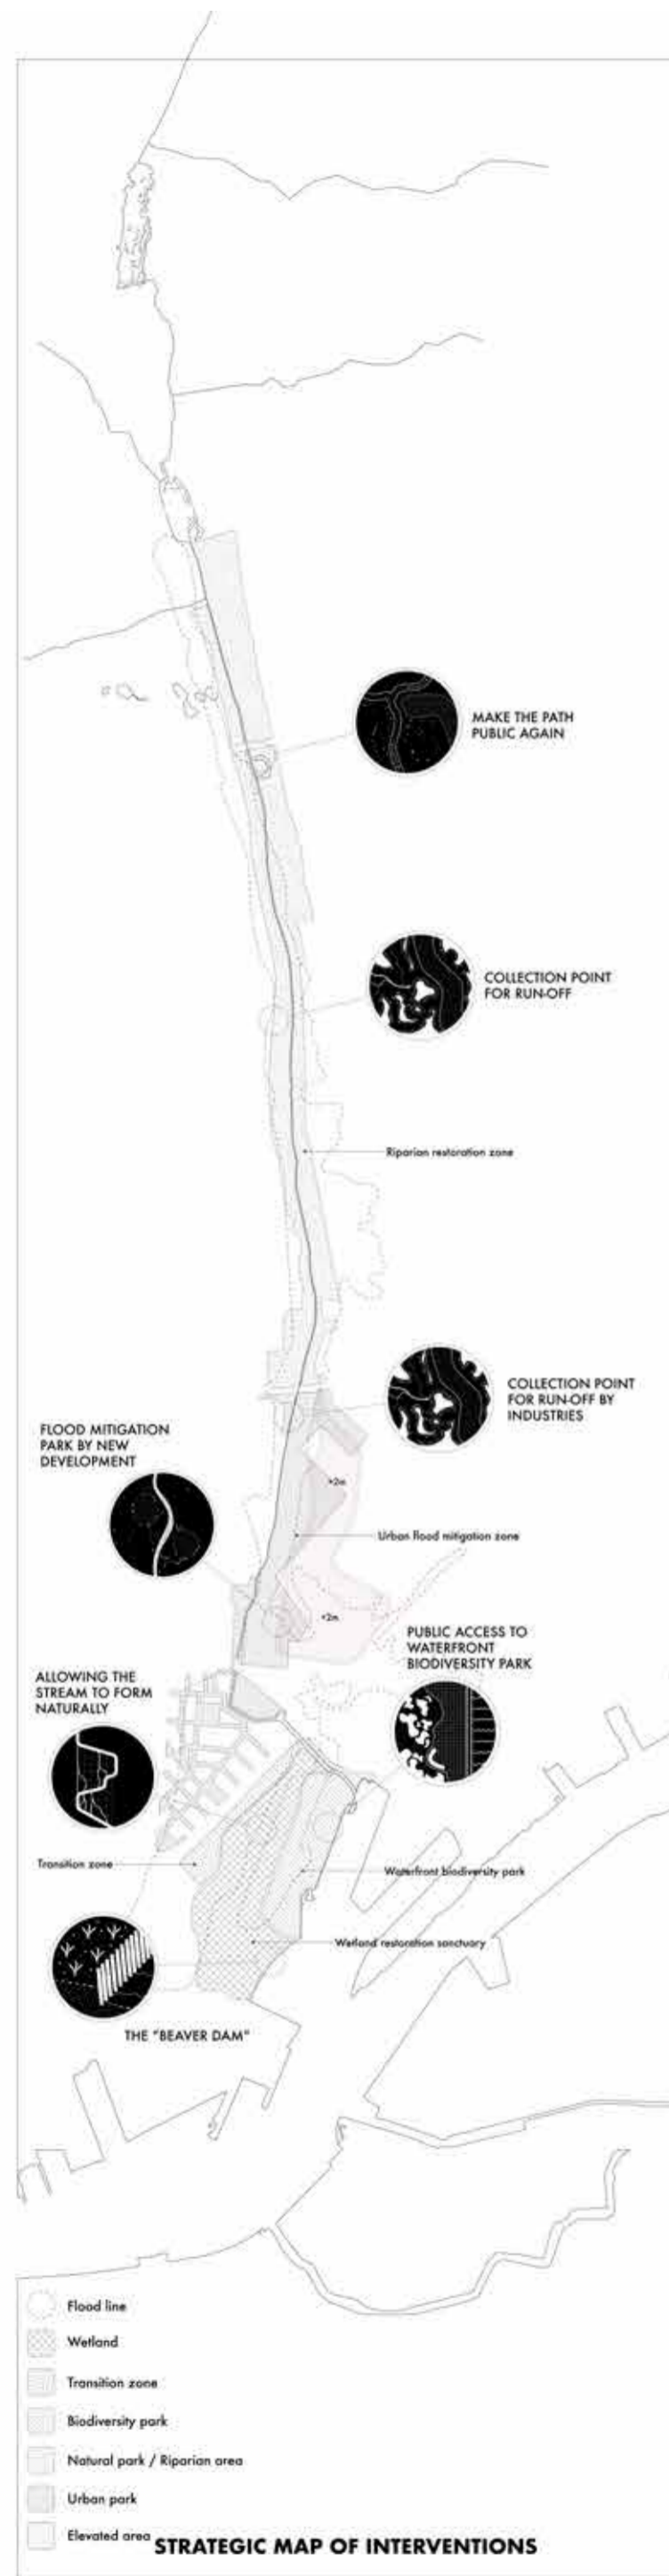 MAKE THE PATH
PUBLIC AGAIN
COLLECTION POINT
FOR RUN-OFF
Riparian restoration zone
COLLECTION POINT
FOR RUN-OFF BY
INDUSTRIES
FLOOD MITIGATION
PARK BY NEW
DEVELOPMENT
+2m
Urban flood mitigation zone
+2m
PUBLIC ACCESS TO
WATERFRONT
BIODIVERSITY PARK
ALLOWING THE
STREAM TO FORM
NATURALLY
Transition zone
Waterfront biodiversity park
Wetland restoration sanctuary
THE "BEAVER DAM"
Flood line
Wetland
Transition zone
Biodiversity park
Natural park / Riparian area
Urban park
Elevated area
STRATEGIC MAP OF INTERVENTIONS